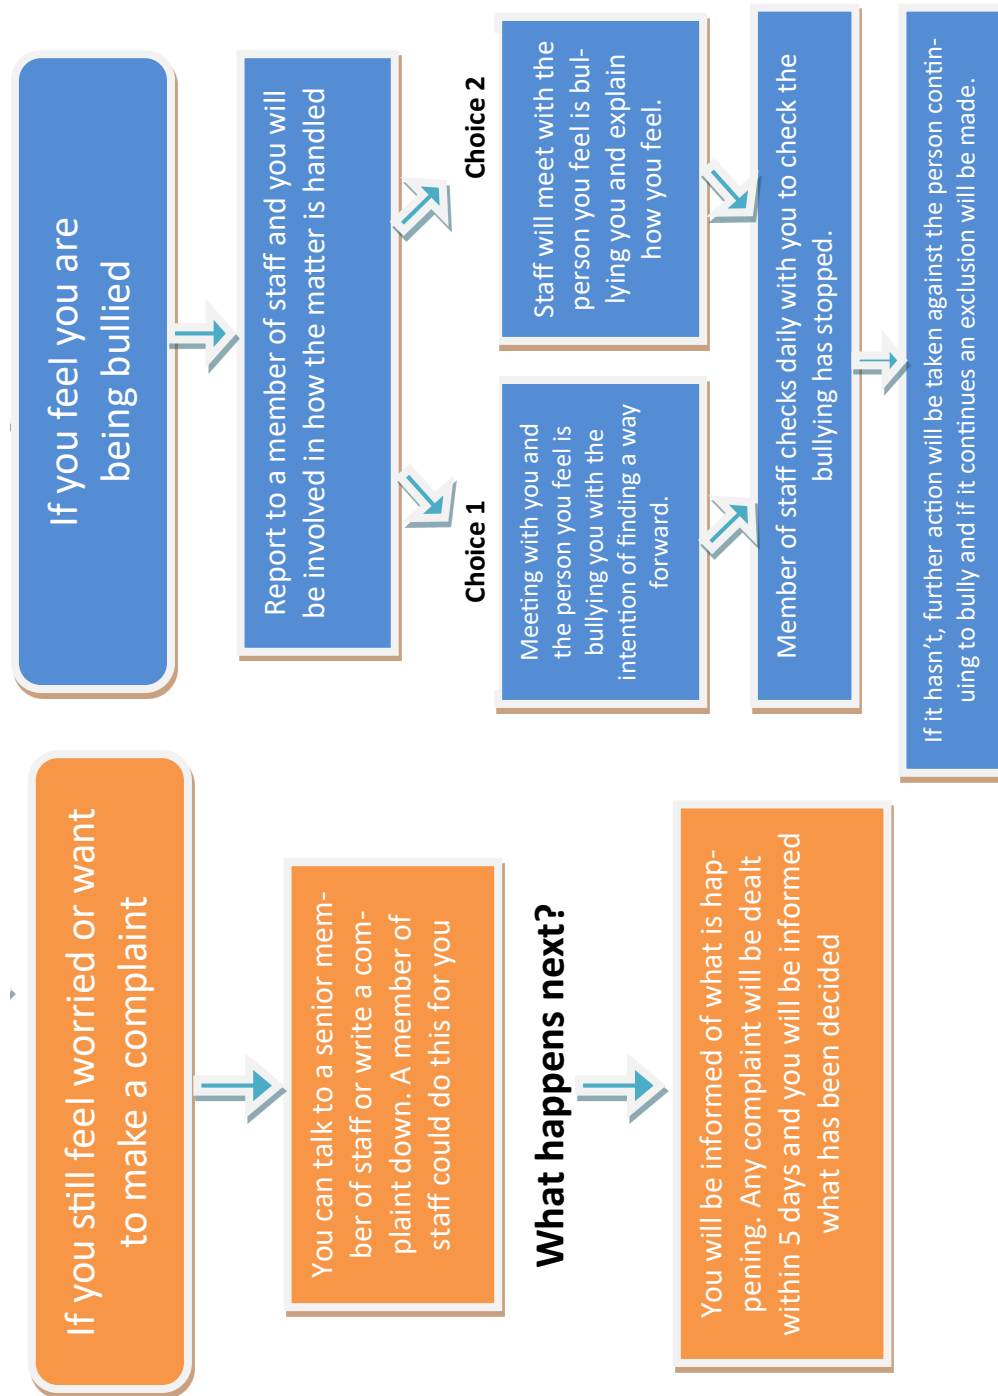 If you still feel worried or want
to make a complaint
You can talk to a senior mem-
ber of staff or write a com-
plaint down. A member of
staff could do this for you
What happens next?
You will be informed of what is hap-
pening. Any complaint will be dealt
within 5 days and you will be informed
what has been decided
If you feel you are
being bullied
Report to a member of staff and you will
be involved in how the matter is handled
Choice 1
Meeting with you and
the person you feel is
bullying you with the
intention of finding a way
forward.
Choice 2
Staff will meet with the
person you feel is bul-
lying you and explain
how you feel.
Member of staff checks daily with you to check the
bullying has stopped.
If it hasn't, further action will be taken against the person contin-
uing to bully and if it continues an exclusion will be made.